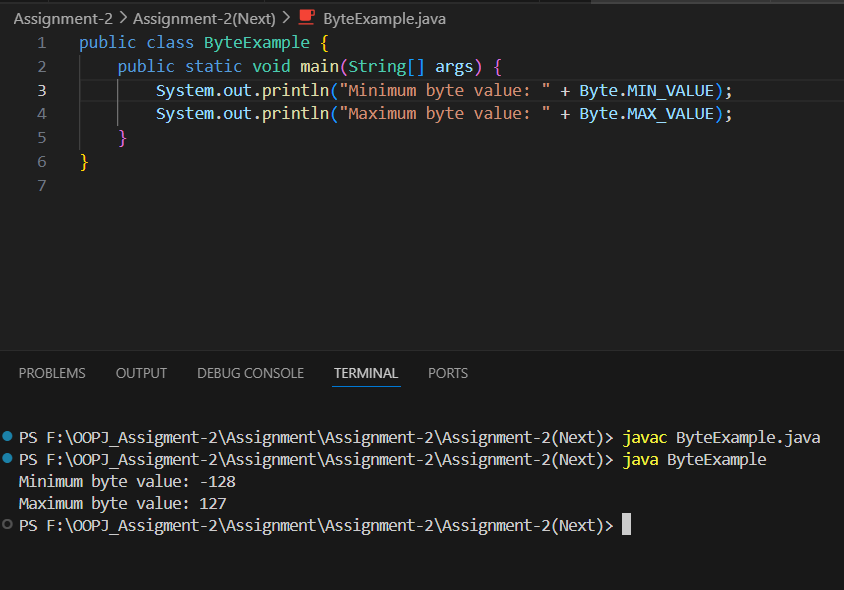 Assignment-2 > Assignment-2(Next) > ByteExample.java
1 public class ByteExample {
2 public static void main(String[] args) {
3 System.out.println("Minimum byte value: " + Byte.MIN_VALUE);
4 System.out.println("Maximum byte value: " + Byte.MAX_VALUE);
5 }
6 }
7
PROBLEMS OUTPUT DEBUG CONSOLE TERMINAL PORTS
PS F:\OOPJ_Assigment-2\Assignment\Assignment-2\Assignment-2(Next)> javac ByteExample.java
PS F:\OOPJ_Assigment-2\Assignment\Assignment-2\Assignment-2(Next)> java ByteExample
Minimum byte value: -128
Maximum byte value: 127
PS F:\OOPJ_Assigment-2\Assignment\Assignment-2\Assignment-2(Next)>